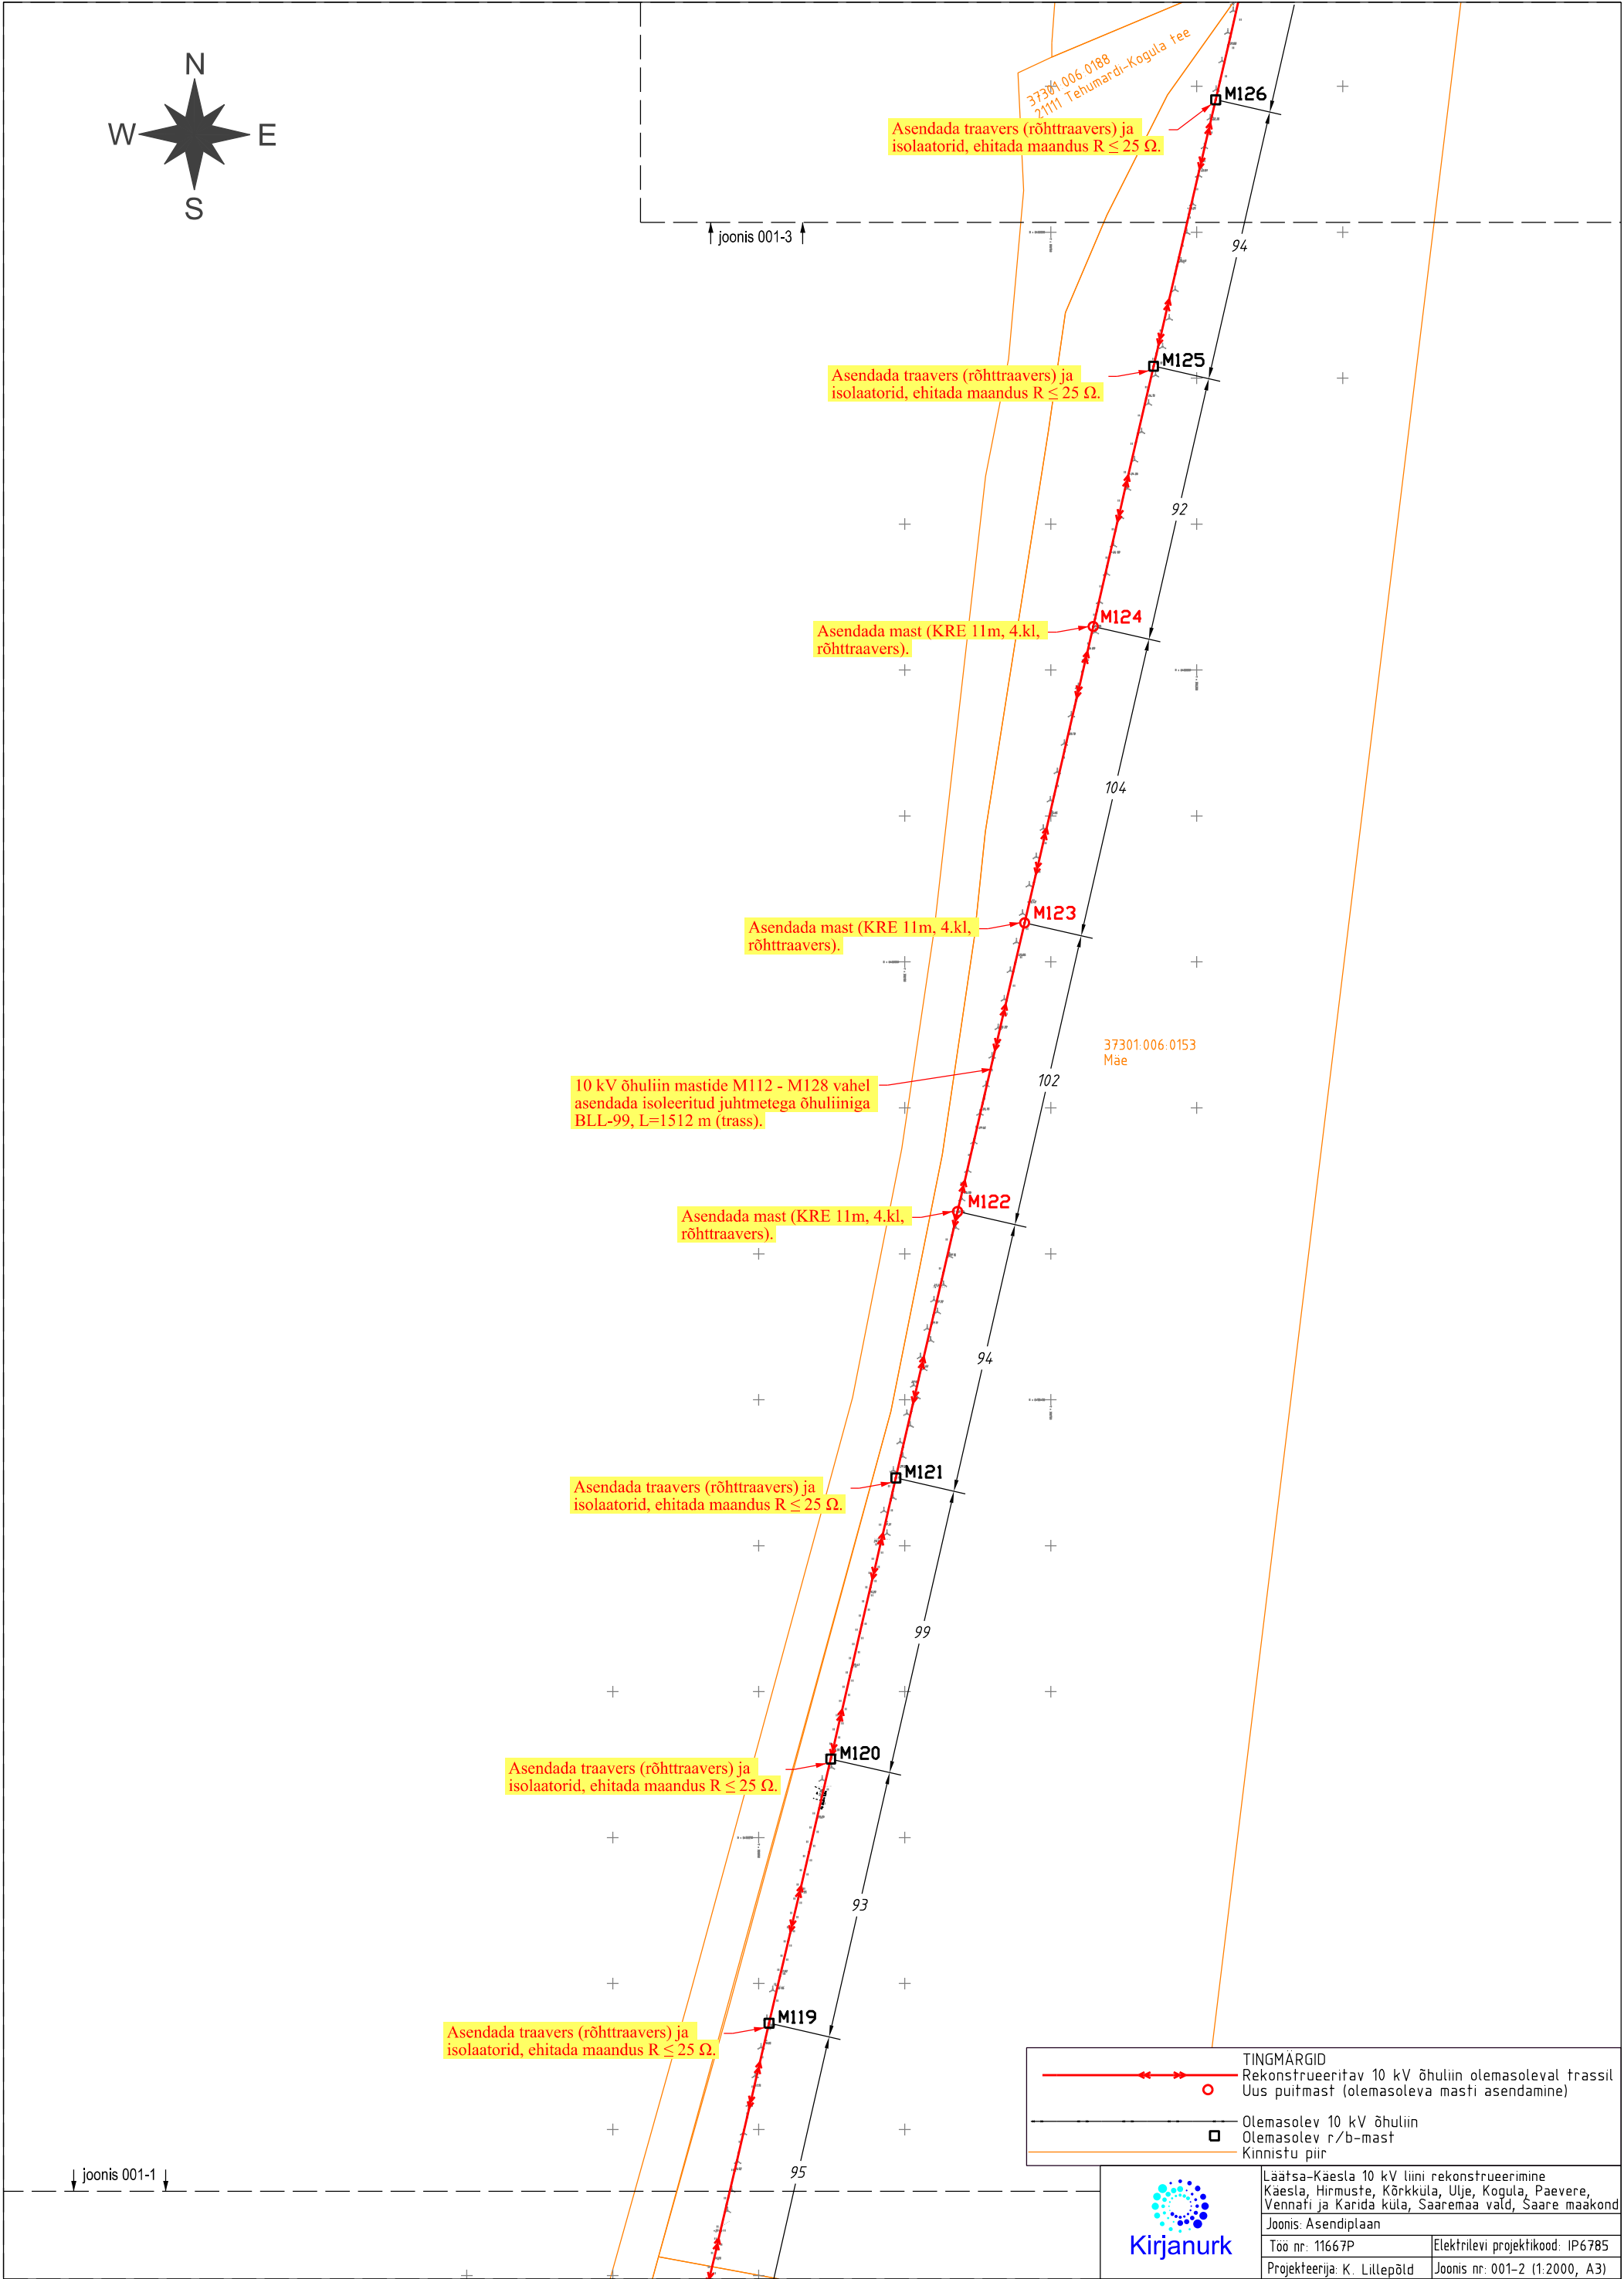 N
W
E
S
37301:006:0188
21111 Tehumardi-Kogula tee
M126
Asendada traavers (rõhttraavers) ja
isolaatorid, ehitada maandus R ≤ 25 Ω.
joonis 001-3
94
M125
Asendada traavers (rõhttraavers) ja
isolaatorid, ehitada maandus R ≤ 25 Ω.
92
M124
Asendada mast (KRE 11m, 4.kl,
rõhttraavers).
104
M123
Asendada mast (KRE 11m, 4.kl,
rõhttraavers).
37301:006:0153
Mäe
102
10 kV õhuliin mastide M112 - M128 vahel
asendada isoleeritud juhtmetega õhuliiniga
BLL-99, L=1512 m (trass).
M122
Asendada mast (KRE 11m, 4.kl,
rõhttraavers).
94
M121
Asendada traavers (rõhttraavers) ja
isolaatorid, ehitada maandus R ≤ 25 Ω.
99
M120
Asendada traavers (rõhttraavers) ja
isolaatorid, ehitada maandus R ≤ 25 Ω.
93
M119
Asendada traavers (rõhttraavers) ja
isolaatorid, ehitada maandus R ≤ 25 Ω.
95
joonis 001-1
TINGMÄRGID
Rekonstrueeritav 10 kV õhuliin olemasoleval trassil
Uus puitmast (olemasoleva masti asendamine)
Olemasolev 10 kV õhuliin
Olemasolev r/b-mast
Kinnistu piir
Kirjanurk
Läätsa-Käesla 10 kV liini rekonstrueerimine
Käesla, Hirmuste, Kõrkküla, Ulje, Kogula, Paevere,
Vennati ja Karida küla, Saaremaa vald, Saare maakond
Joonis: Asendiplaan
Töö nr: 11667P
Elektrilevi projektikood: IP6785
Projekteerija: K. Lillepõld
Joonis nr: 001-2 (1:2000, A3)